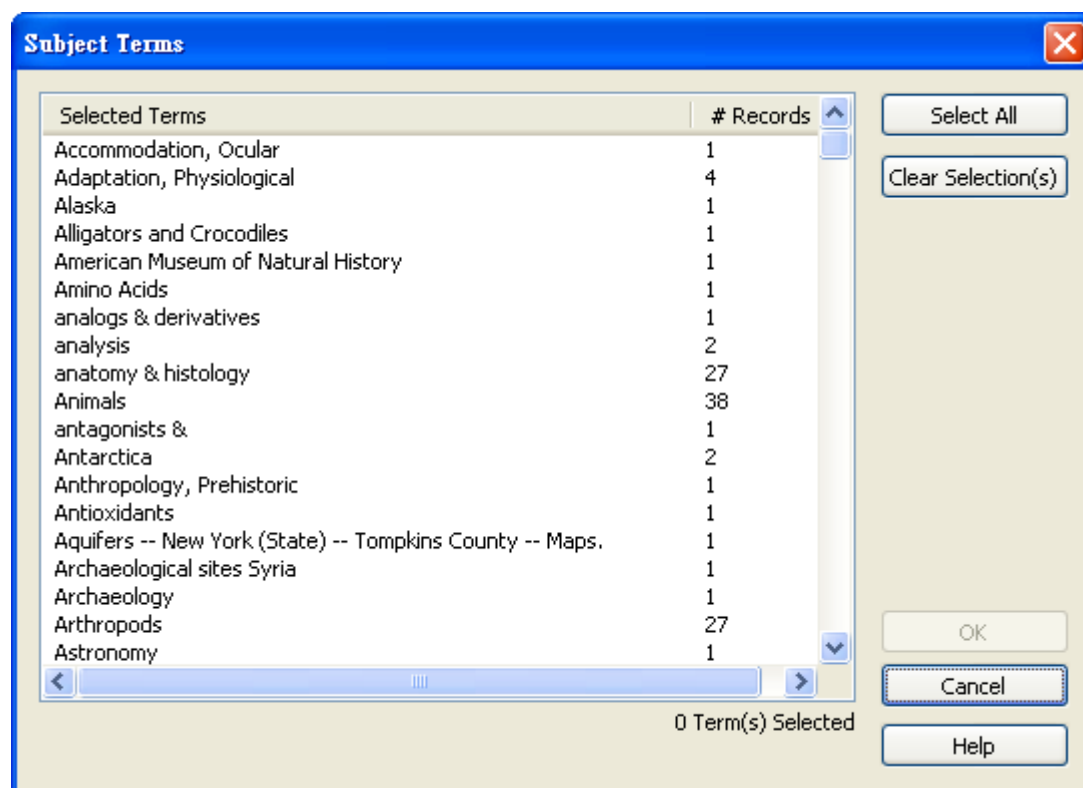 Subject Terms
Selected Terms # Records
Accommodation, Ocular 1
Adaptation, Physiological 4
Alaska 1
Alligators and Crocodiles 1
American Museum of Natural History 1
Amino Acids 1
analogs & derivatives 1
analysis 2
anatomy & histology 27
Animals 38
antagonists & 1
Antarctica 2
Anthropology, Prehistoric 1
Antioxidants 1
Aquifers -- New York (State) -- Tompkins County -- Maps. 1
Archaeological sites Syria 1
Archaeology 1
Arthropods 27
Astronomy 1
0 Term(s) Selected
Select All
Clear Selection(s)
OK
Cancel
Help